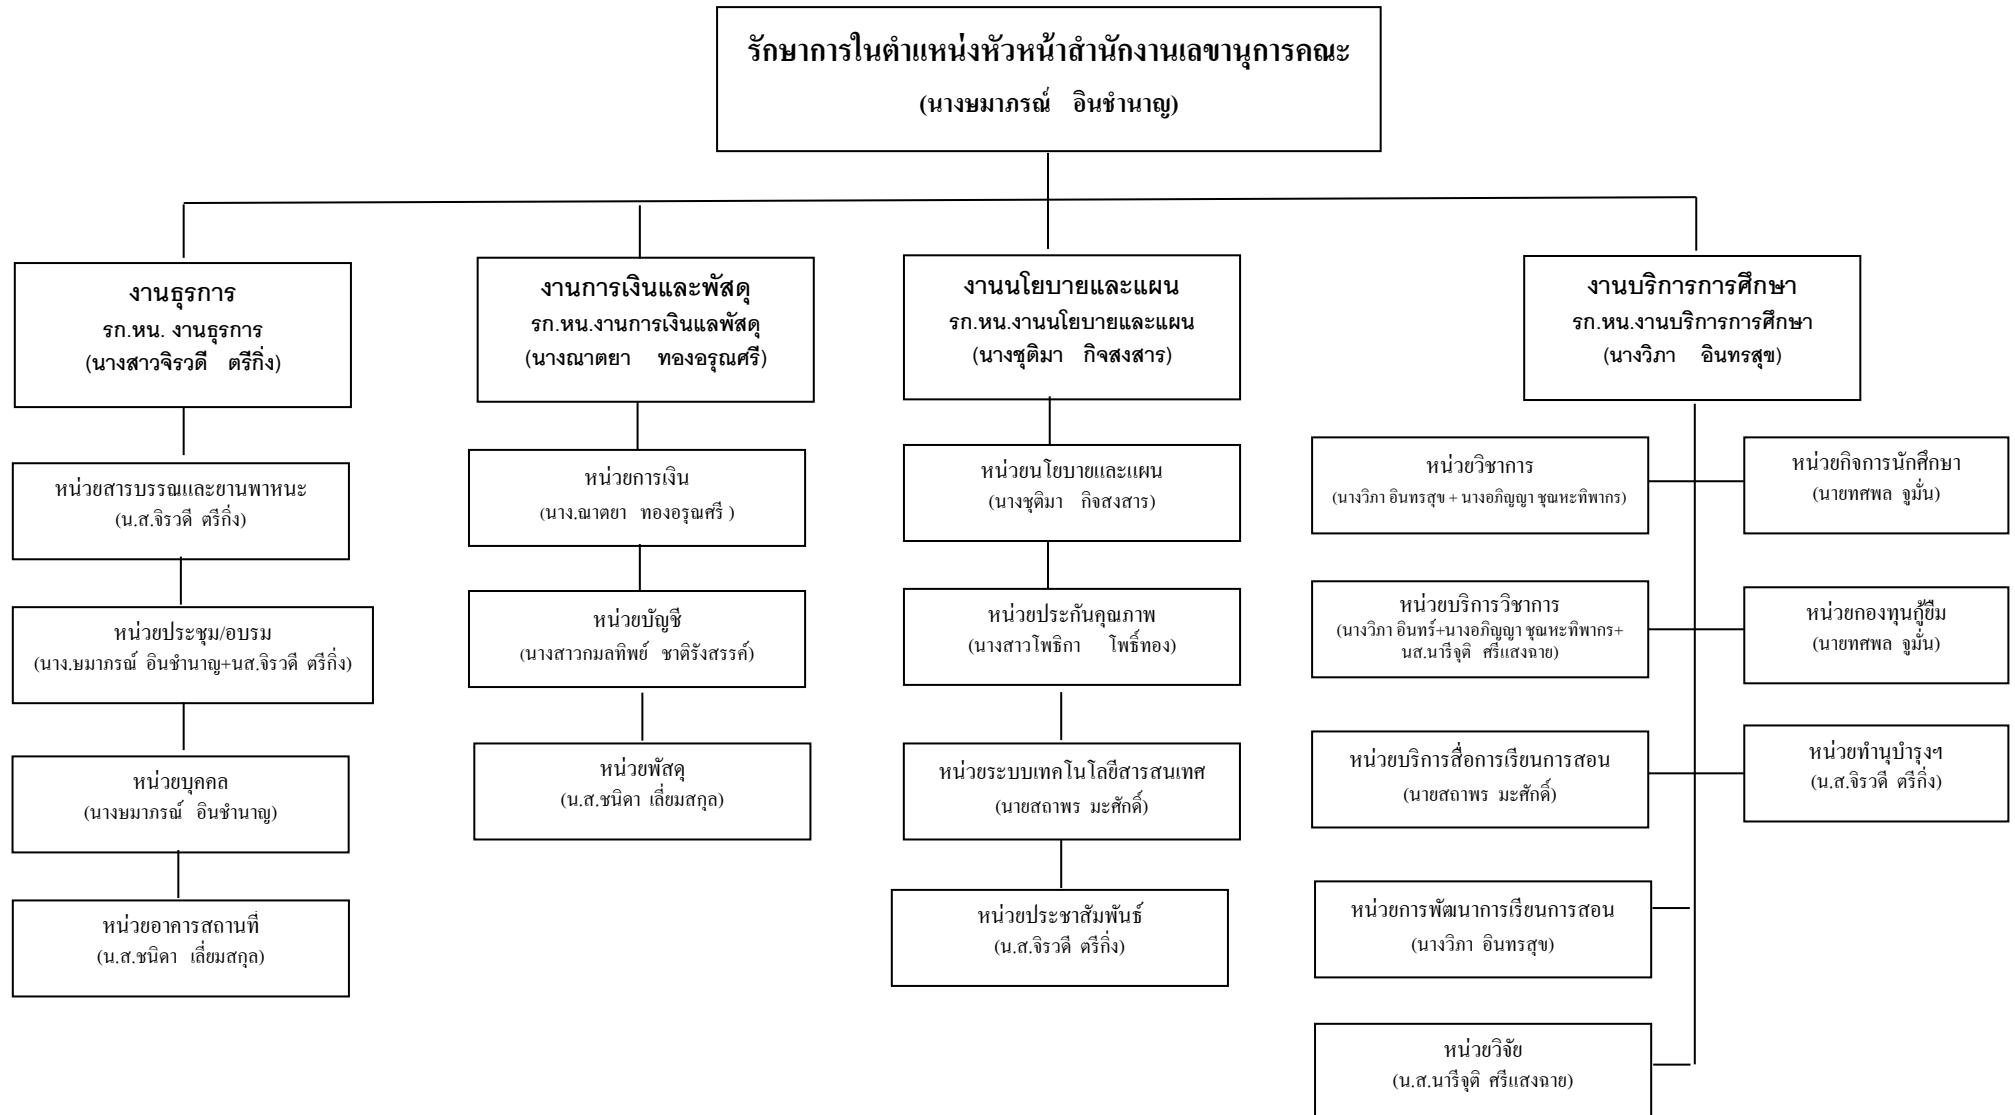 รักษาการในตำแหน่งหัวหน้าสำนักงานเลขานุการคณะ
(นางษมาภรณ์ อินชำนาญ)
งานธุรการ
รก.หน. งานธุรการ
(นางสาวจิรวดี ตรีกิ่ง)
หน่วยสารบรรณและยานพาหนะ
(น.ส.จิรวดี ตรีกิ่ง)
หน่วยประชุม/อบรม
(นาง.ษมาภรณ์ อินชำนาญ+นส.จิรวดี ตรีกิ่ง)
หน่วยบุคคล
(นางษมาภรณ์ อินชำนาญ)
หน่วยอาคารสถานที่
(น.ส.ชนิดา เลี่ยมสกุล)
งานการเงินและพัสดุ
รก.หน.งานการเงินแลพัสดุ
(นางณาตยา ทองอรุณศรี)
หน่วยการเงิน
(นาง.ณาตยา ทองอรุณศรี )
หน่วยบัญชี
(นางสาวกมลทิพย์ ชาติรังสรรค์)
หน่วยพัสดุ
(น.ส.ชนิดา เลี่ยมสกุล)
งานนโยบายและแผน
รก.หน.งานนโยบายและแผน
(นางชุติมา กิจสงสาร)
หน่วยนโยบายและแผน
(นางชุติมา กิจสงสาร)
หน่วยประกันคุณภาพ
(นางสาวโพธิกา โพธิ์ทอง)
หน่วยระบบเทคโนโลยีสารสนเทศ
(นายสถาพร มะศักดิ์)
หน่วยประชาสัมพันธ์
(น.ส.จิรวดี ตรีกิ่ง)
งานบริการการศึกษา
รก.หน.งานบริการการศึกษา
(นางวิภา อินทรสุข)
หน่วยวิชาการ
(นางวิภา อินทรสุข + นางอภิญญา ชุณหะทิพากร)
หน่วยบริการวิชาการ
(นางวิภา อินทร์+นางอภิญญา ชุณหะทิพากร+
นส.นารีจุติ ศรีแสงฉาย)
หน่วยบริการสื่อการเรียนการสอน
(นายสถาพร มะศักดิ์)
หน่วยการพัฒนาการเรียนการสอน
(นางวิภา อินทรสุข)
หน่วยวิจัย
(น.ส.นารีจุติ ศรีแสงฉาย)
หน่วยกิจการนักศึกษา
(นายทศพล จูมั่น)
หน่วยกองทุนกู้ยืม
(นายทศพล จูมั่น)
หน่วยทำนุบำรุงฯ
(น.ส.จิรวดี ตรีกิ่ง)